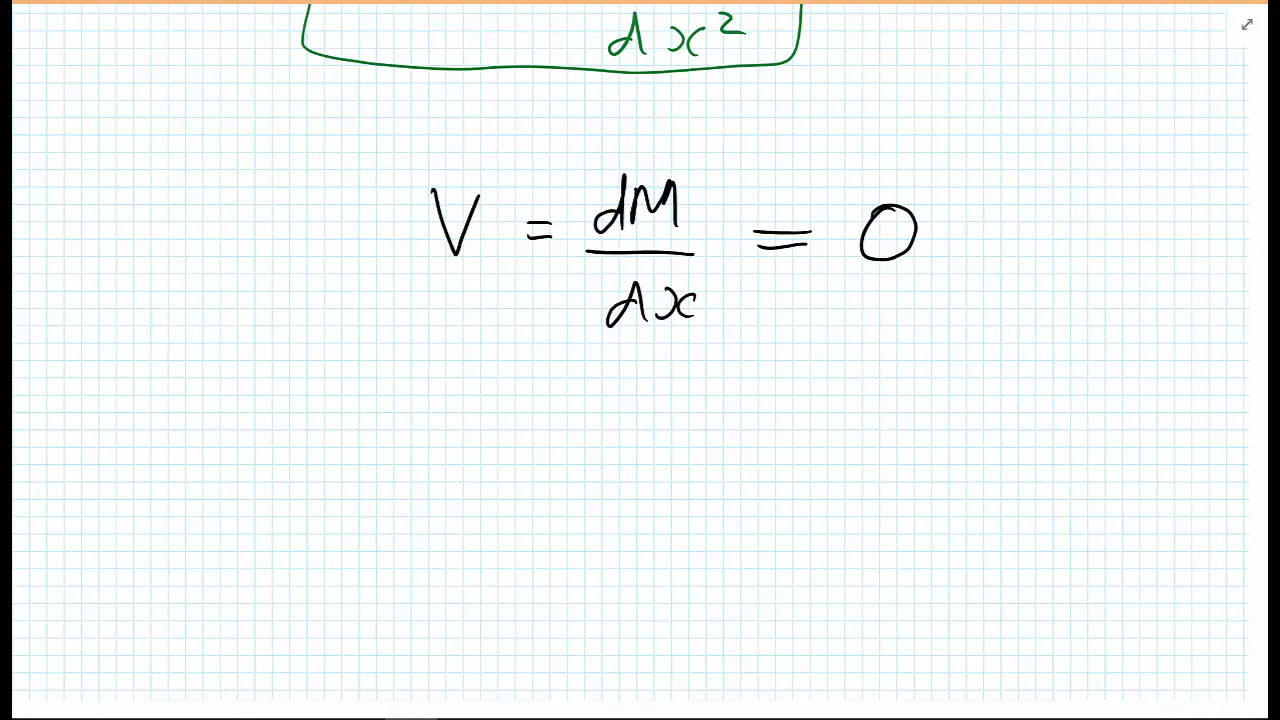 dx²
V = dM/dx = 0